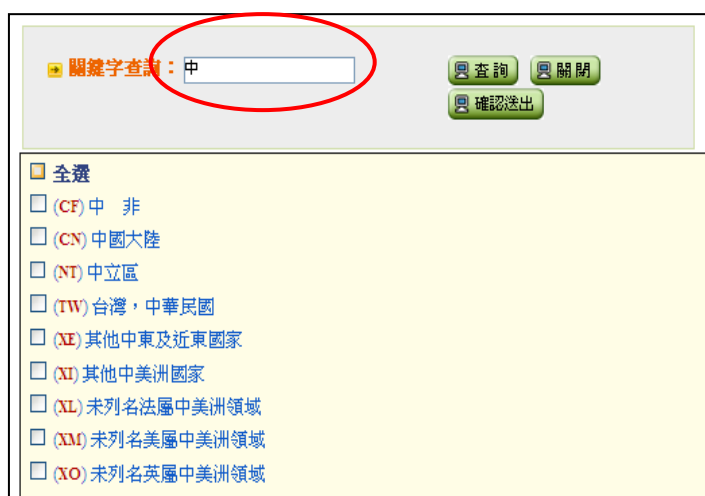 關鍵字查詢：中
查詢 關閉
確認送出
全選
(CF) 中　非
(CN) 中國大陸
(NT) 中立區
(TW) 台灣，中華民國
(XE) 其他中東及近東國家
(XI) 其他中美洲國家
(XL) 未列名法屬中美洲領域
(XM) 未列名美屬中美洲領域
(XO) 未列名英屬中美洲領域